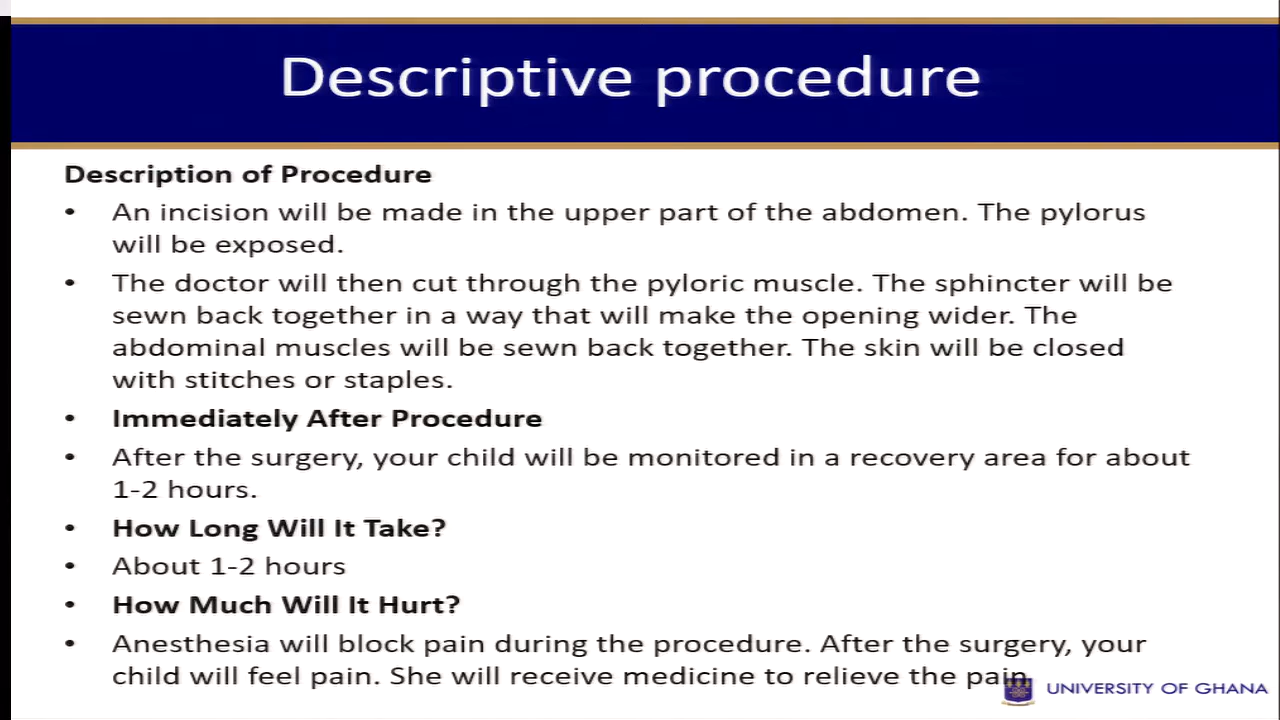 Descriptive procedure
Description of Procedure
• An incision will be made in the upper part of the abdomen. The pylorus
will be exposed.
• The doctor will then cut through the pyloric muscle. The sphincter will be
sewn back together in a way that will make the opening wider. The
abdominal muscles will be sewn back together. The skin will be closed
with stitches or staples.
• Immediately After Procedure
• After the surgery, your child will be monitored in a recovery area for about
1-2 hours.
• How Long Will It Take?
• About 1-2 hours
• How Much Will It Hurt?
• Anesthesia will block pain during the procedure. After the surgery, your
child will feel pain. She will receive medicine to relieve the pain.
UNIVERSITY OF GHANA